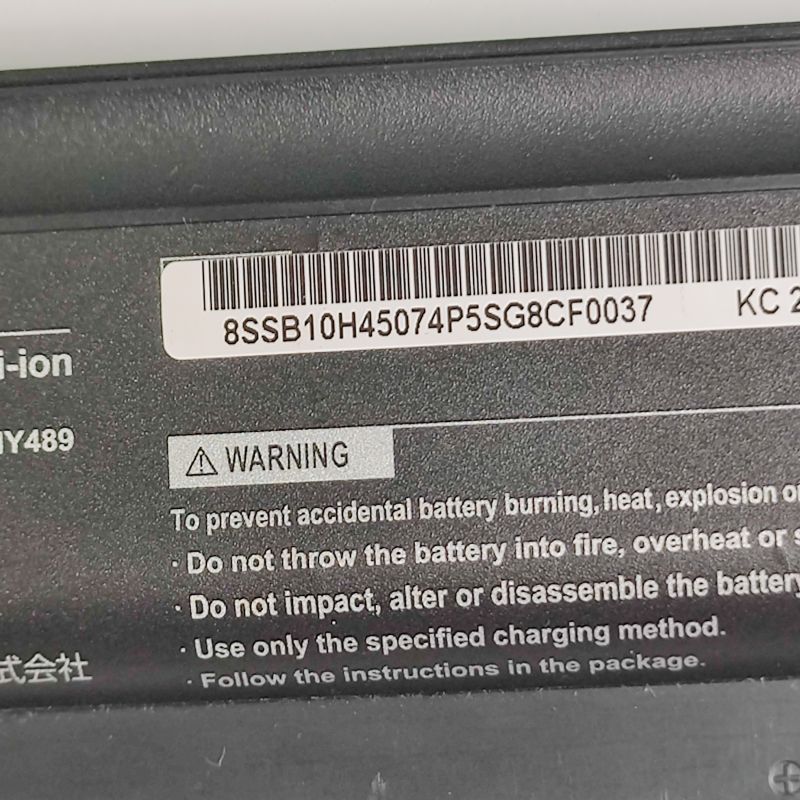 8SSB10H45074P5SG8CF0037
KC 2
i-ion
Y489
WARNING
To prevent accidental battery burning, heat, explosion or
· Do not throw the battery into fire, overheat or s
· Do not impact, alter or disassemble the battery
· Use only the specified charging method.
· Follow the instructions in the package.
式会社